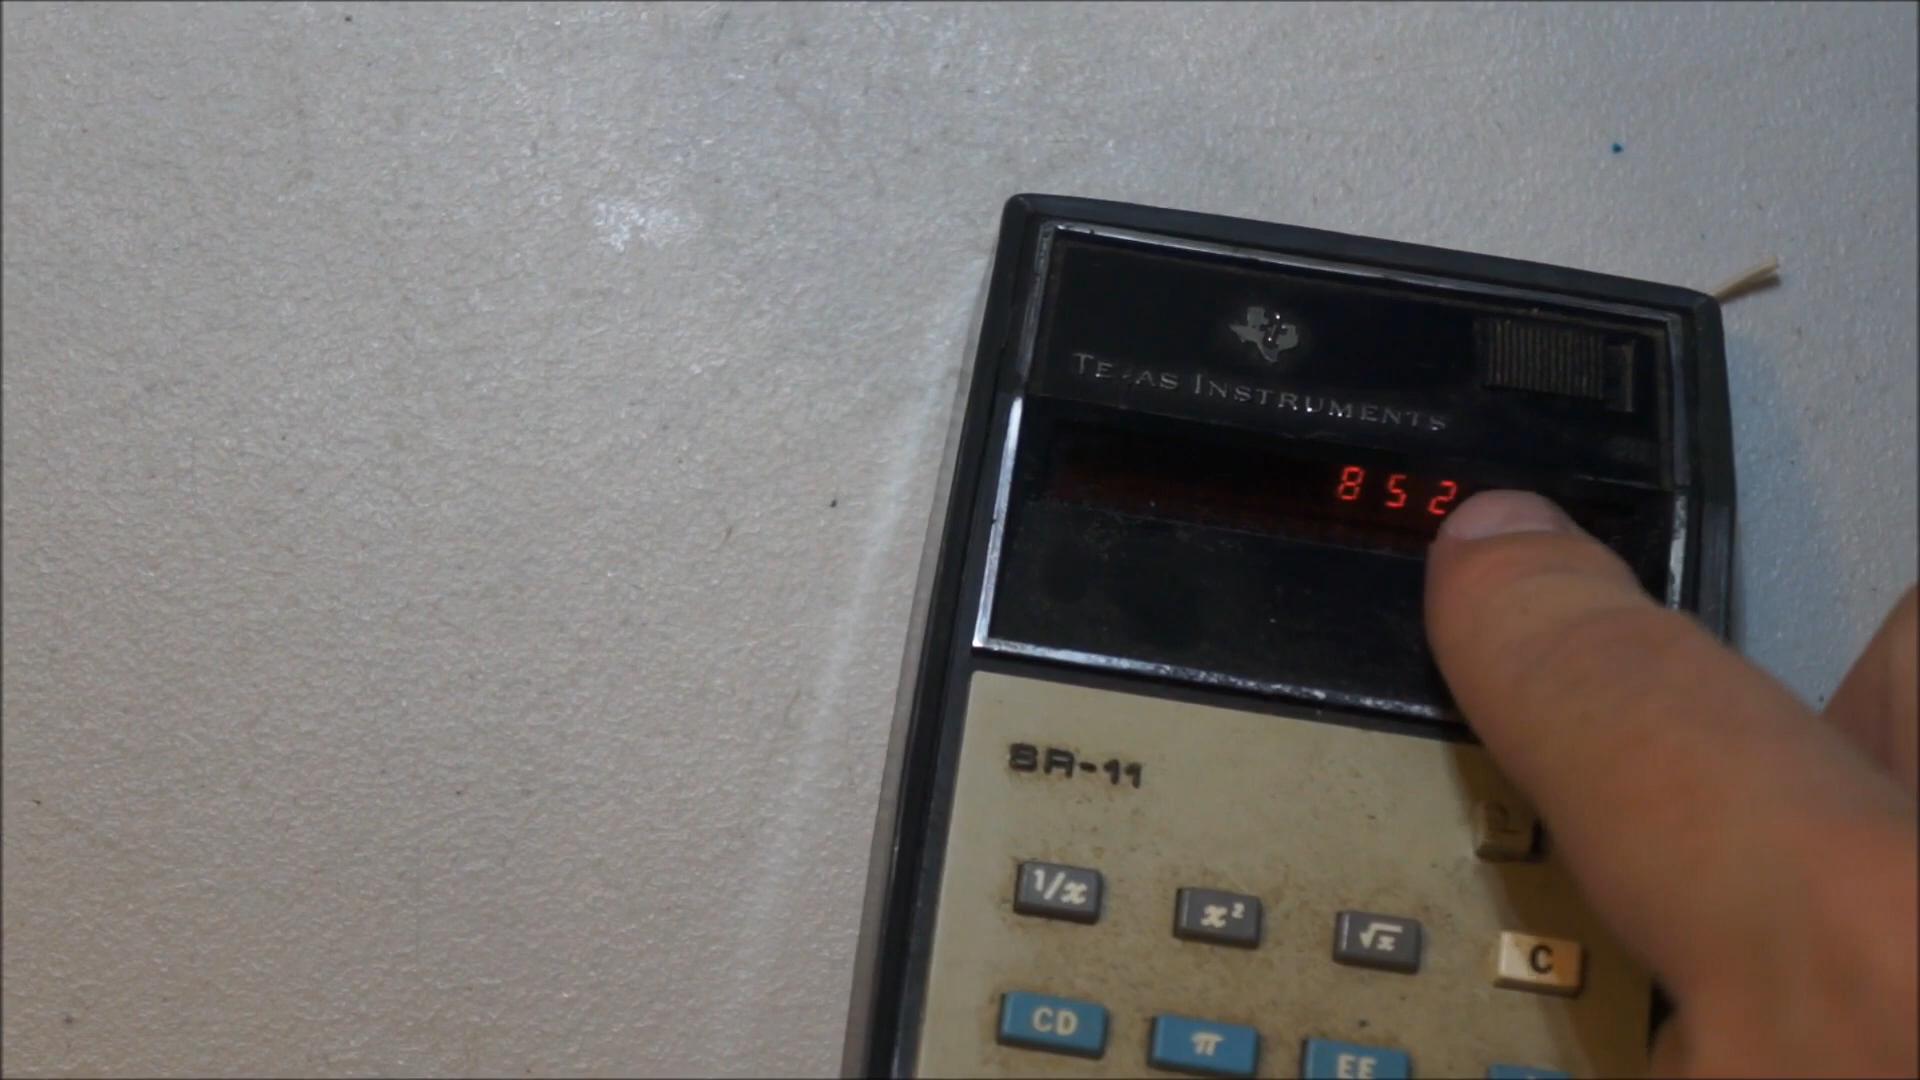 TEXAS INSTRUMENTS
852
SR-11
1/x x² √x C
CD π EE